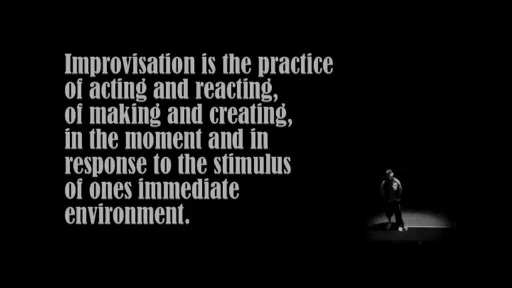 Improvisation is the practice
of acting and reacting,
of making and creating,
in the moment and in
response to the stimulus
of ones immediate
environment.